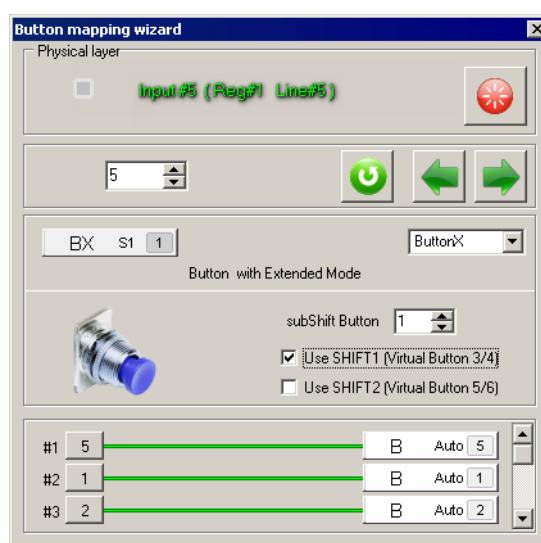 Button mapping wizard
Physical layer
Input#5 (Reg#1 Line#5)
5
BX S1 1
ButtonX
Button with Extended Mode
subShift Button 1
Use SHIFT1 (Virtual Button 3/4)
Use SHIFT2 (Virtual Button 5/6)
#1 5 B Auto 5
#2 1 B Auto 1
#3 2 B Auto 2